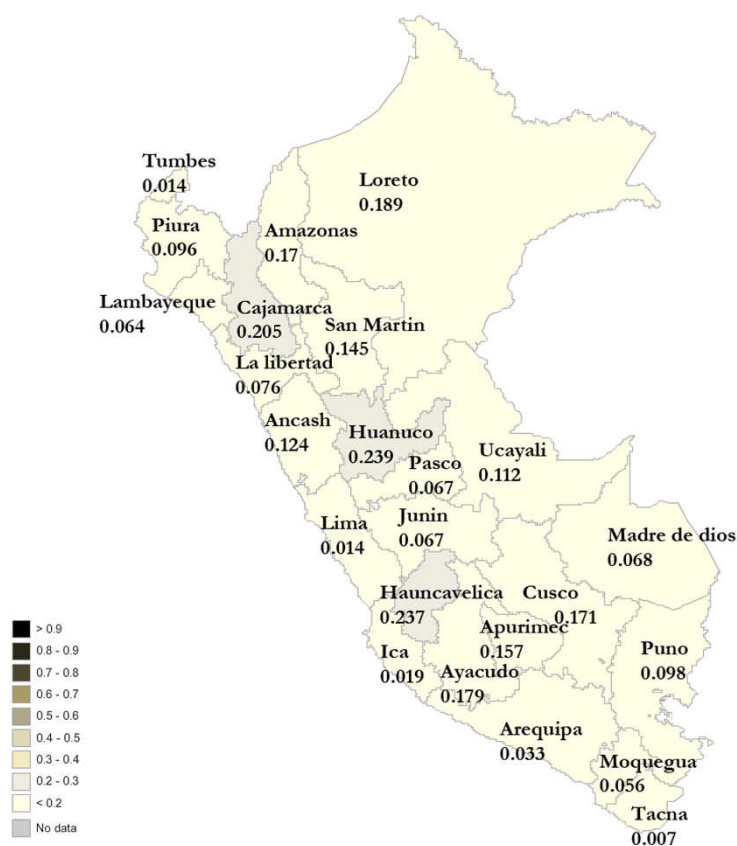 Tumbes
0.014
Loreto
0.189
Piura
0.096
Amazonas
0.17
Lambayeque
0.064
Cajamarca
0.205
San Martin
0.145
La libertad
0.076
Ancash
0.124
Huanuco
0.239
Ucayali
0.112
Pasco
0.067
Lima
0.014
Junin
0.067
Madre de dios
0.068
Hauncavelica
0.237
Cusco
0.171
Apurimec
0.157
Ica
0.019
Ayacudo
0.179
Puno
0.098
Arequipa
0.033
Moquegua
0.056
Tacna
0.007
> 0.9
0.8 - 0.9
0.7 - 0.8
0.6 - 0.7
0.5 - 0.6
0.4 - 0.5
0.3 - 0.4
0.2 - 0.3
< 0.2
No data